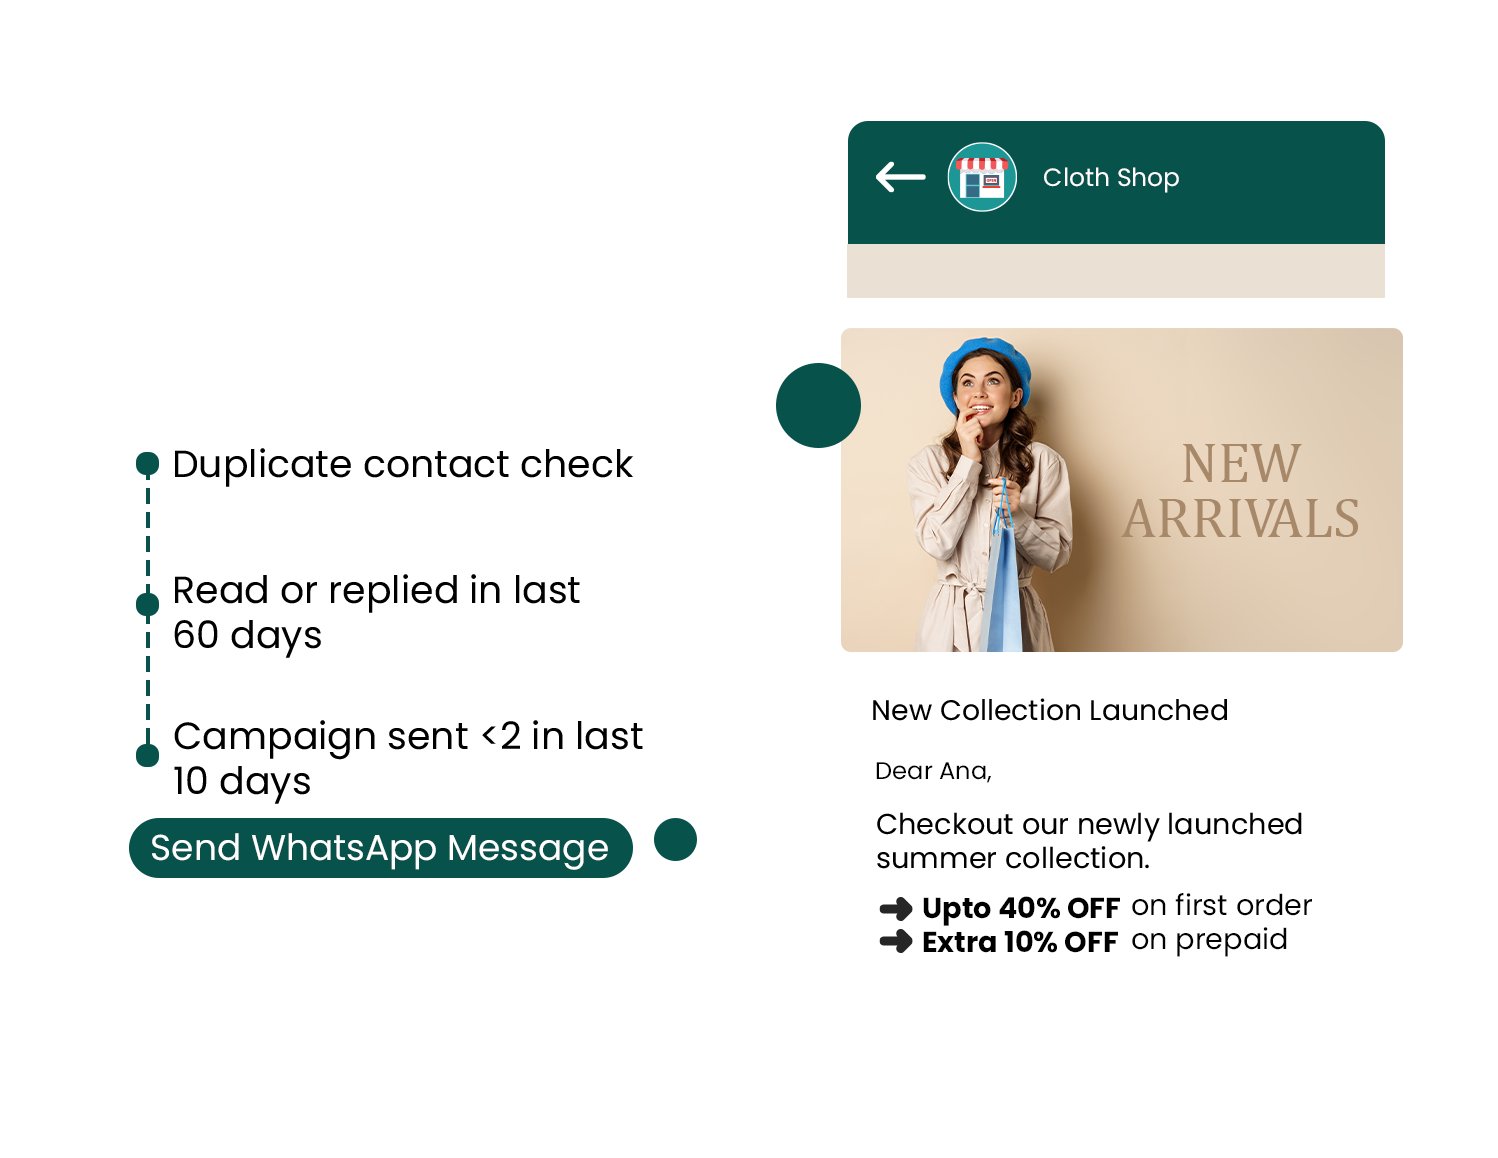 Cloth Shop
OPEN
NEW
ARRIVALS
Duplicate contact check
Read or replied in last
60 days
Campaign sent <2 in last
10 days
Send WhatsApp Message
New Collection Launched
Dear Ana,
Checkout our newly launched
summer collection.
Upto 40% OFF on first order
Extra 10% OFF on prepaid